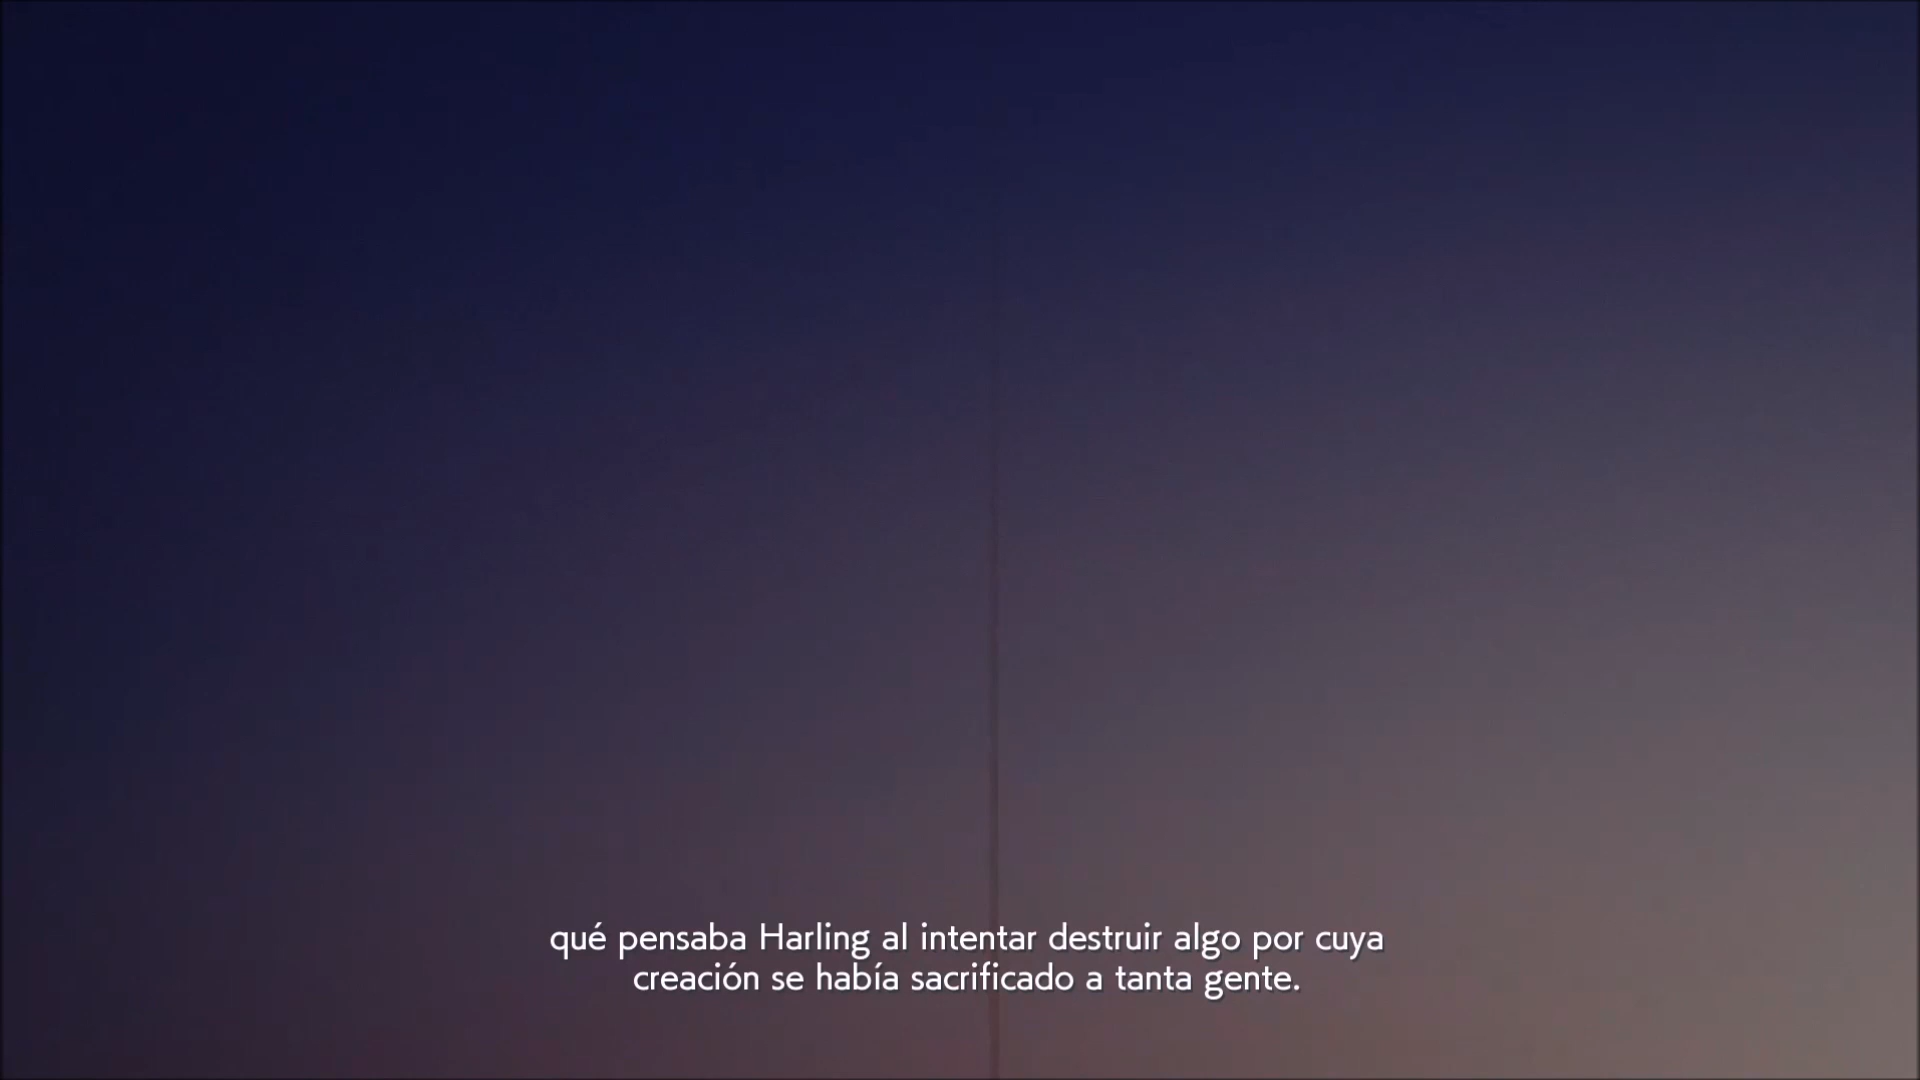 qué pensaba Harling al intentar destruir algo por cuya
creación se había sacrificado a tanta gente.